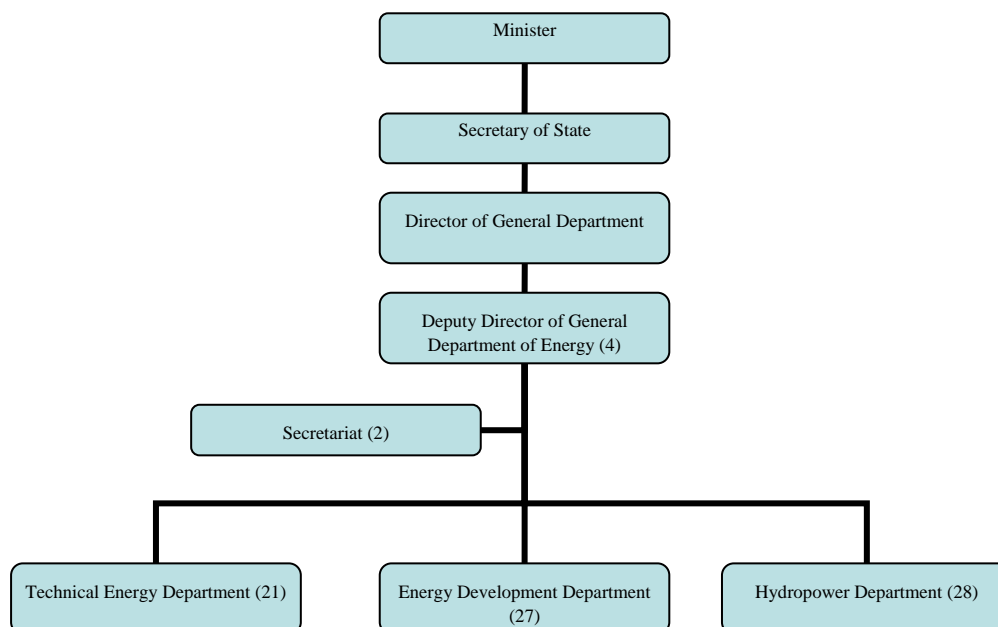 Minister
Secretary of State
Director of General Department
Deputy Director of General
Department of Energy (4)
Secretariat (2)
Technical Energy Department (21)
Energy Development Department
(27)
Hydropower Department (28)